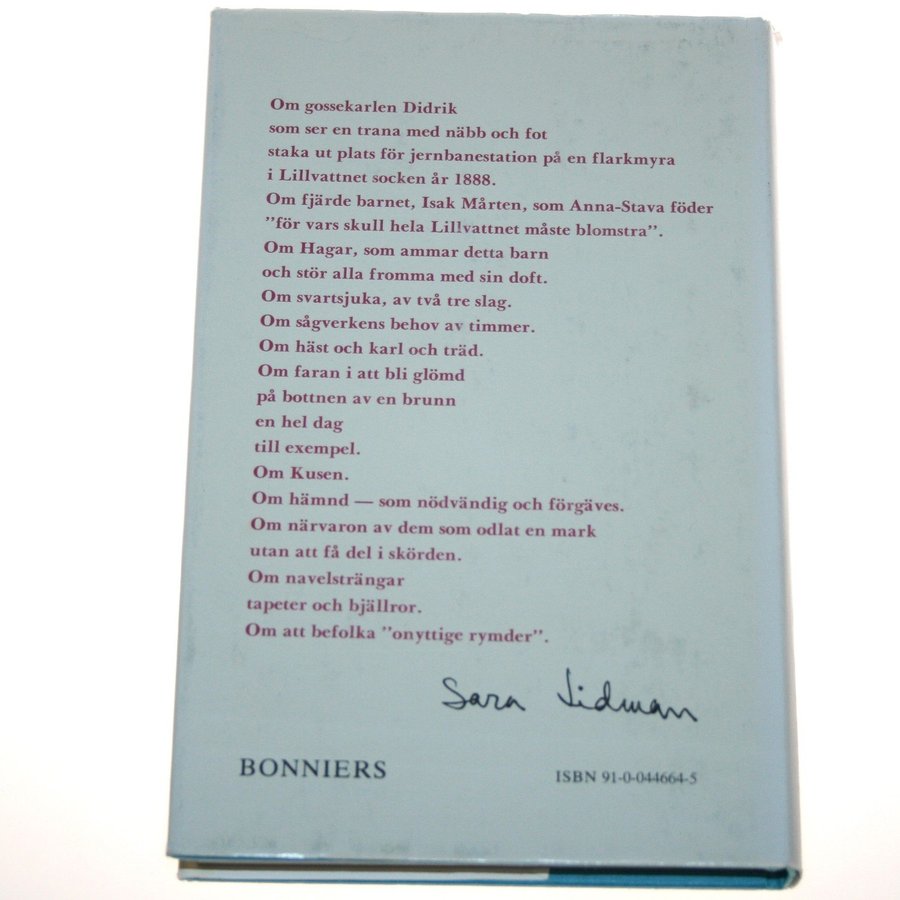 Om gossekarlen Didrik
som ser en trana med näbb och fot
staka ut plats för jernbanestation på en flarkmyra
i Lillvattnet socken år 1888.
Om fjärde barnet, Isak Mårten, som Anna-Stava föder
"för vars skull hela Lillvattnet måste blomstra".
Om Hagar, som ammar detta barn
och stör alla fromma med sin doft.
Om svartsjuka, av två tre slag.
Om sågverkens behov av timmer.
Om häst och karl och träd.
Om faran i att bli glömd
på bottnen av en brunn
en hel dag
till exempel.
Om Kusen.
Om hämnd — som nödvändig och förgäves.
Om närvaron av dem som odlat en mark
utan att få del i skörden.
Om navelsträngar
tapeter och bjällror.
Om att befolka "onyttige rymder".
Sara Lidman
BONNIERS
ISBN 91-0-044664-5